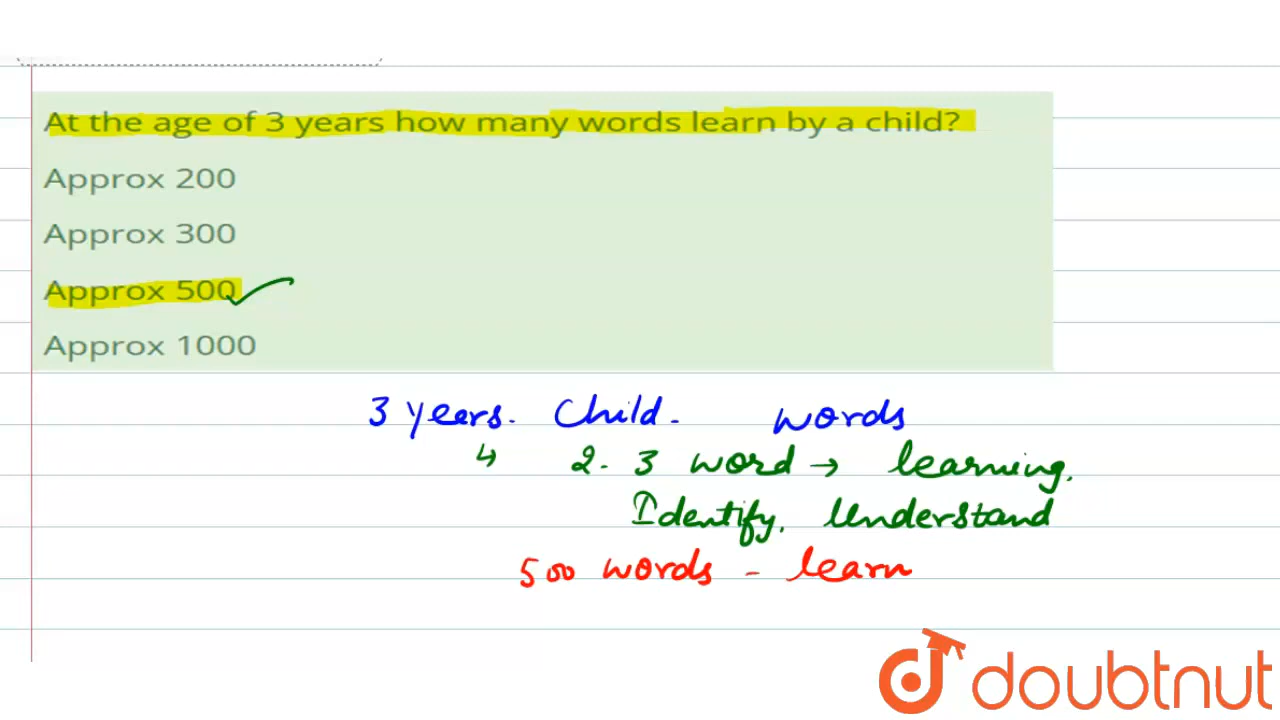 At the age of 3 years how many words learn by a child?
Approx 200
Approx 300
Approx 500
Approx 1000
3 years. Child. words
2. 3 word → learning,
Identify, Understand
500 words - learn
doubtnut